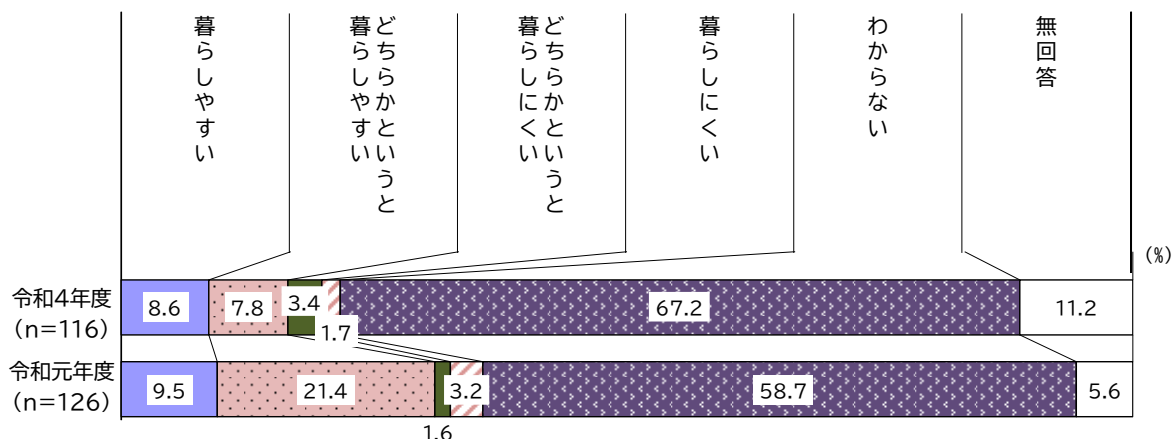 暮らしやすい
どちらかというと
暮らしやすい
どちらかというと
暮らしにくい
暮らしにくい
わからない
無回答
(%)
令和4年度
(n=116)
8.6
7.8
3.4
1.7
67.2
11.2
令和元年度
(n=126)
9.5
21.4
1.6
3.2
58.7
5.6